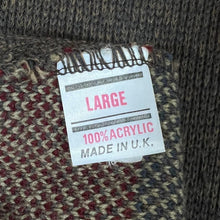 LARGE
100% ACRYLIC
MADE IN U.K.